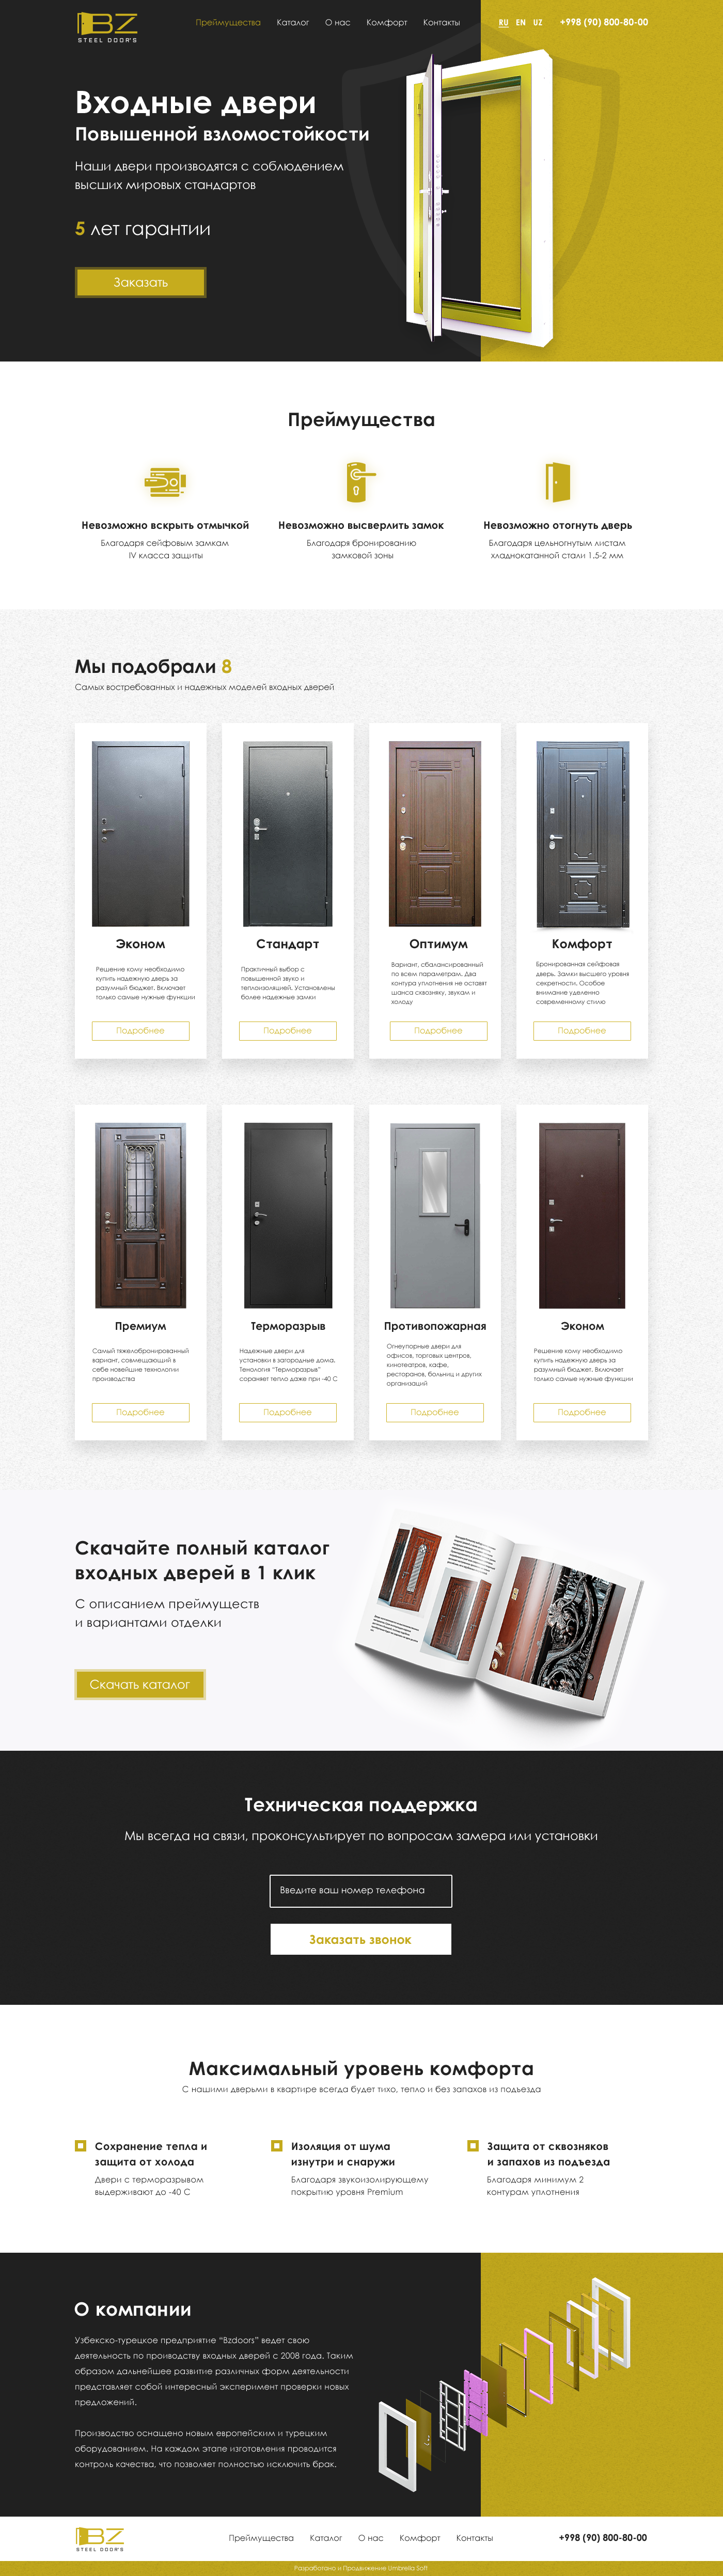 BZ
STEEL DOOR'S
Преймущества Каталог О нас Комфорт Контакты
RU EN UZ
+998 (90) 800-80-00
Входные двери
Повышенной взломостойкости
Наши двери производятся с соблюдением
высших мировых стандартов
5 лет гарантии
Заказать
Преймущества
Невозможно вскрыть отмычкой
Благодаря сейфовым замкам
IV класса защиты
Невозможно высверлить замок
Благодаря бронированию
замковой зоны
Невозможно отогнуть дверь
Благодаря цельногнутым листам
хладнокатанной стали 1.5-2 мм
Мы подобрали 8
Самых востребованных и надежных моделей входных дверей
Эконом
Решение кому необходимо
купить надежную дверь за
разумный бюджет. Включает
только самые нужные функции
Подробнее
Стандарт
Практичный выбор с
повышенной звуко и
теплоизоляцией. Установлены
более надежные замки
Подробнее
Оптимум
Вариант, сбалансированный
по всем параметрам. Два
контура уплотнения не оставят
шанса сквозняку, звукам и
холоду
Подробнее
Комфорт
Бронированная сейфовая
дверь. Замки высшего уровня
секретности. Особое
внимание уделенно
современному стилю
Подробнее
Премиум
Самый тяжелобронированный
вариант, совмещающий в
себе новейшие технологии
производства
Подробнее
Терморазрыв
Надежные двери для
установки в загородные дома.
Тенология “Терморазрыв”
сораняет тепло даже при -40 С
Подробнее
Противопожарная
Огнеупорные двери для
офисов, торговых центров,
кинотеатров, кафе,
ресторанов, больниц и других
организаций
Подробнее
Эконом
Решение кому необходимо
купить надежную дверь за
разумный бюджет. Включает
только самые нужные функции
Подробнее
Скачайте полный каталог
входных дверей в 1 клик
С описанием преймуществ
и вариантами отделки
Скачать каталог
Техническая поддержка
Мы всегда на связи, проконсультирует по вопросам замера или установки
Введите ваш номер телефона
Заказать звонок
Максимальный уровень комфорта
С нашими дверьми в квартире всегда будет тихо, тепло и без запахов из подъезда
Сохранение тепла и
защита от холода
Двери с терморазрывом
выдерживают до -40 С
Изоляция от шума
изнутри и снаружи
Благодаря звукоизолирующему
покрытию уровня Premium
Защита от сквозняков
и запахов из подъезда
Благодаря минимум 2
контурам уплотнения
О компании
Узбекско-турецкое предприятие “Bzdoors” ведет свою
деятельность по проиводству входных дверей с 2008 года. Таким
образом дальнейшее развитие различных форм деятельности
представляет собой интересный эксперимент проверки новых
предложений.
Производство оснащено новым европейским и турецким
оборудованием. На каждом этапе изготовления проводится
контроль качества, что позволяет полностью исключить брак.
BZ
STEEL DOOR'S
Преймущества Каталог О нас Комфорт Контакты
+998 (90) 800-80-00
Разработано и Продвижение Umbrella Soft